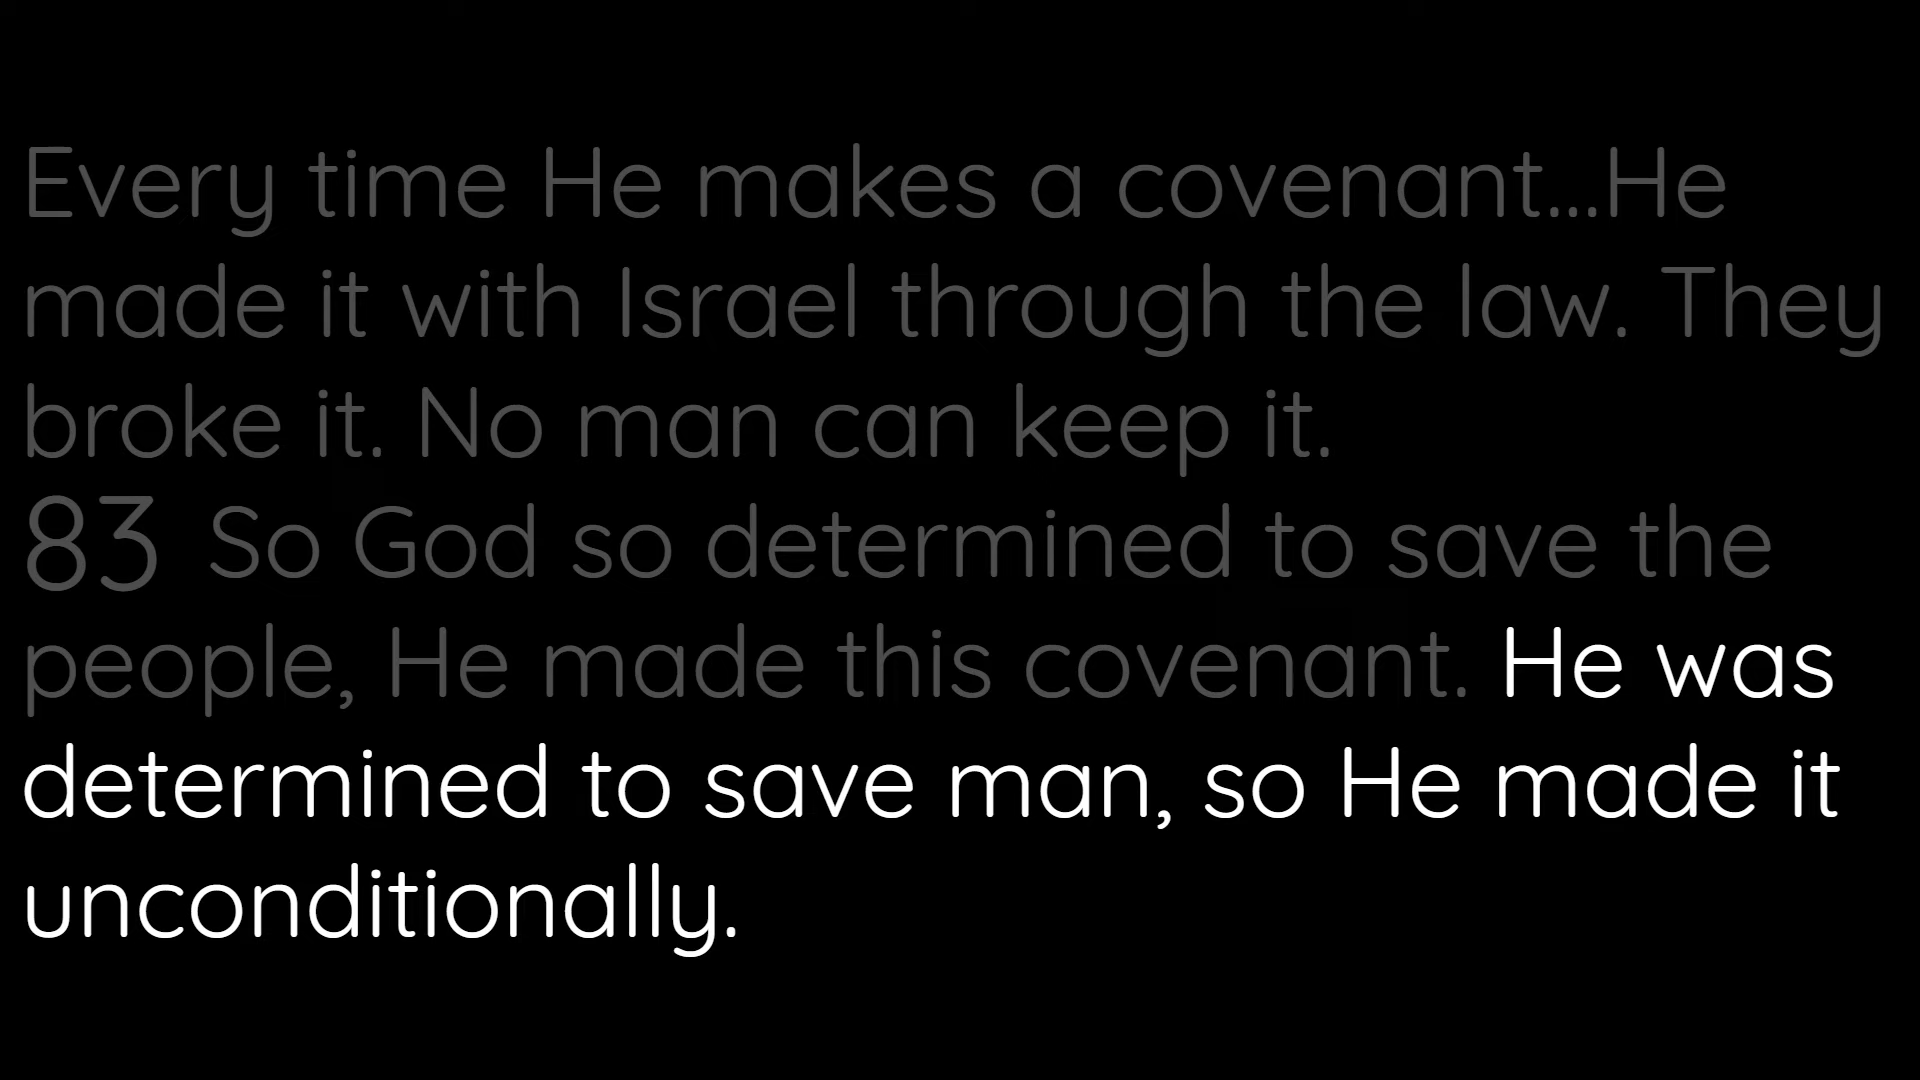 Every time He makes a covenant...He
made it with Israel through the law. They
broke it. No man can keep it.
83 So God so determined to save the
people, He made this covenant. He was
determined to save man, so He made it
unconditionally.